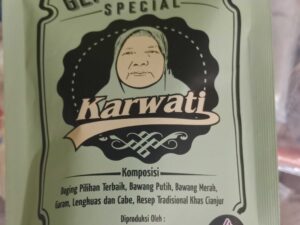 SPECIAL
Karwati
Komposisi
Daging Pilihan Terbaik, Bawang Putih, Bawang Merah,
Garam, Lengkuas dan Cabe, Resep Tradisional Khas Cianjur
Diproduksi Oleh :